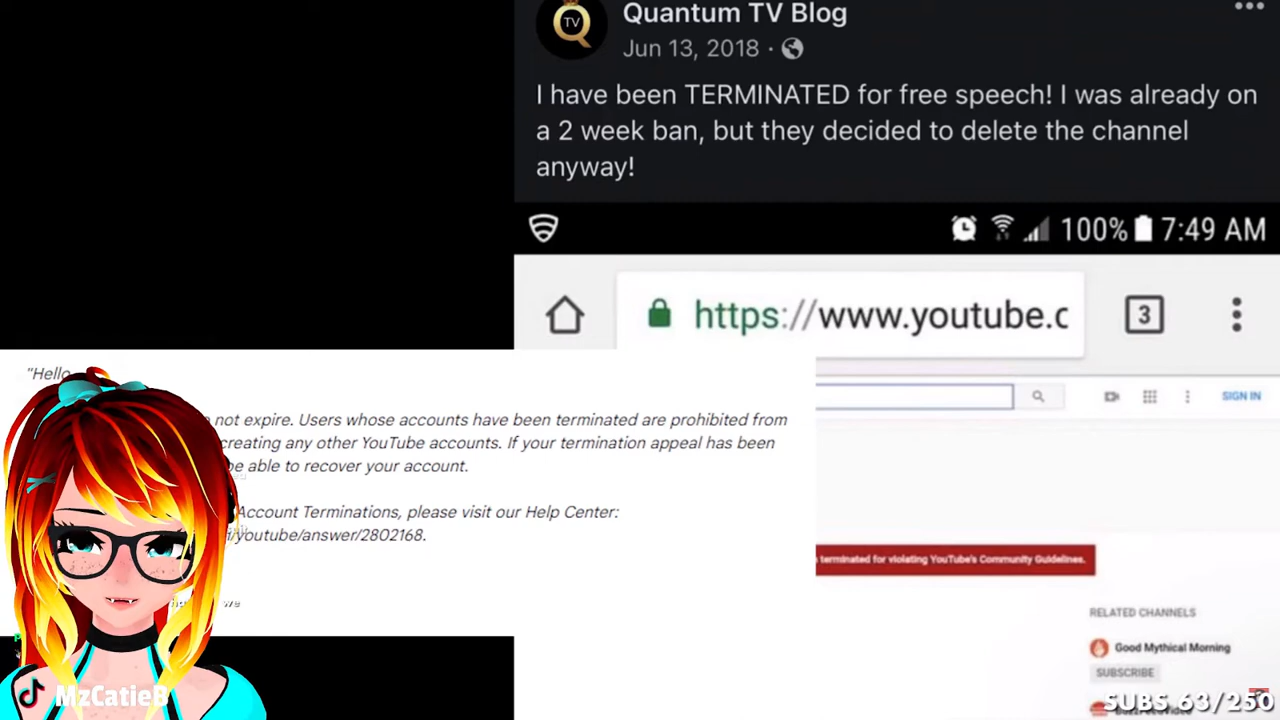 TV
Quantum TV Blog
Jun 13, 2018 ·
I have been TERMINATED for free speech! I was already on
a 2 week ban, but they decided to delete the channel
anyway!
100% 7:49 AM
https://www.youtube.c
3
SIGN IN
"Hello
not expire. Users whose accounts have been terminated are prohibited from
creating any other YouTube accounts. If your termination appeal has been
be able to recover your account.
Account Terminations, please visit our Help Center:
/youtube/answer/2802168.
terminated for violating YouTube's Community Guidelines.
we
RELATED CHANNELS
Good Mythical Morning
SUBSCRIBE
MzCatieB
SUBS 63/250